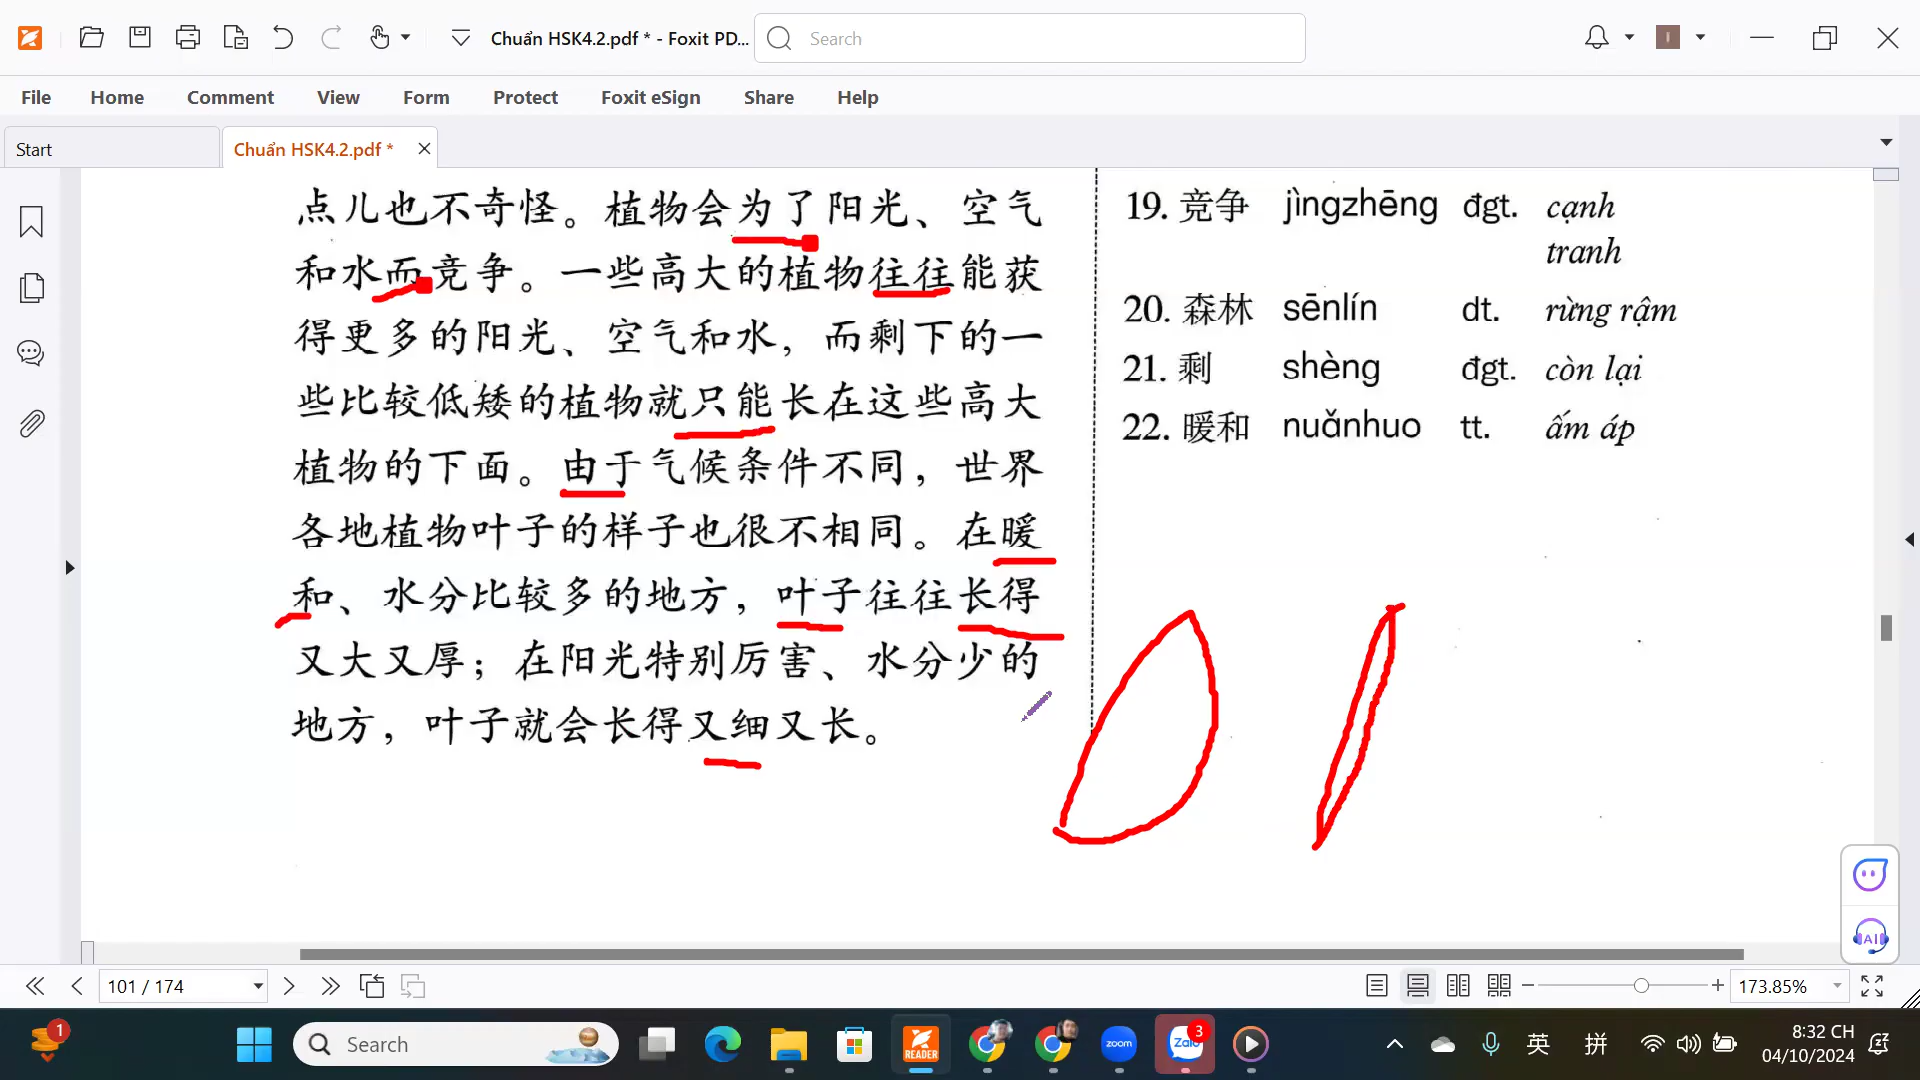 Chuẩn HSK4.2.pdf * - Foxit PD...
Search
File Home Comment View Form Protect Foxit eSign Share Help
Start
Chuẩn HSK4.2.pdf *
点儿也不奇怪。植物会为了阳光、空气
和水而竞争。一些高大的植物往往能获
得更多的阳光、空气和水，而剩下的一
些比较低矮的植物就只能长在这些高大
植物的下面。由于气候条件不同，世界
各地植物叶子的样子也很不相同。在暖
和、水分比较多的地方，叶子往往长得
又大又厚；在阳光特别厉害、水分少的
地方，叶子就会长得又细又长。
19. 竞争 jìngzhēng đgt. cạnh
tranh
20. 森林 sēnlín dt. rừng rậm
21. 剩 shèng đgt. còn lại
22. 暖和 nuǎnhuo tt. ấm áp
AI
101 / 174
173.85%
1
Search
READER
zoom
Zalo
3
英
拼
8:32 CH
04/10/2024